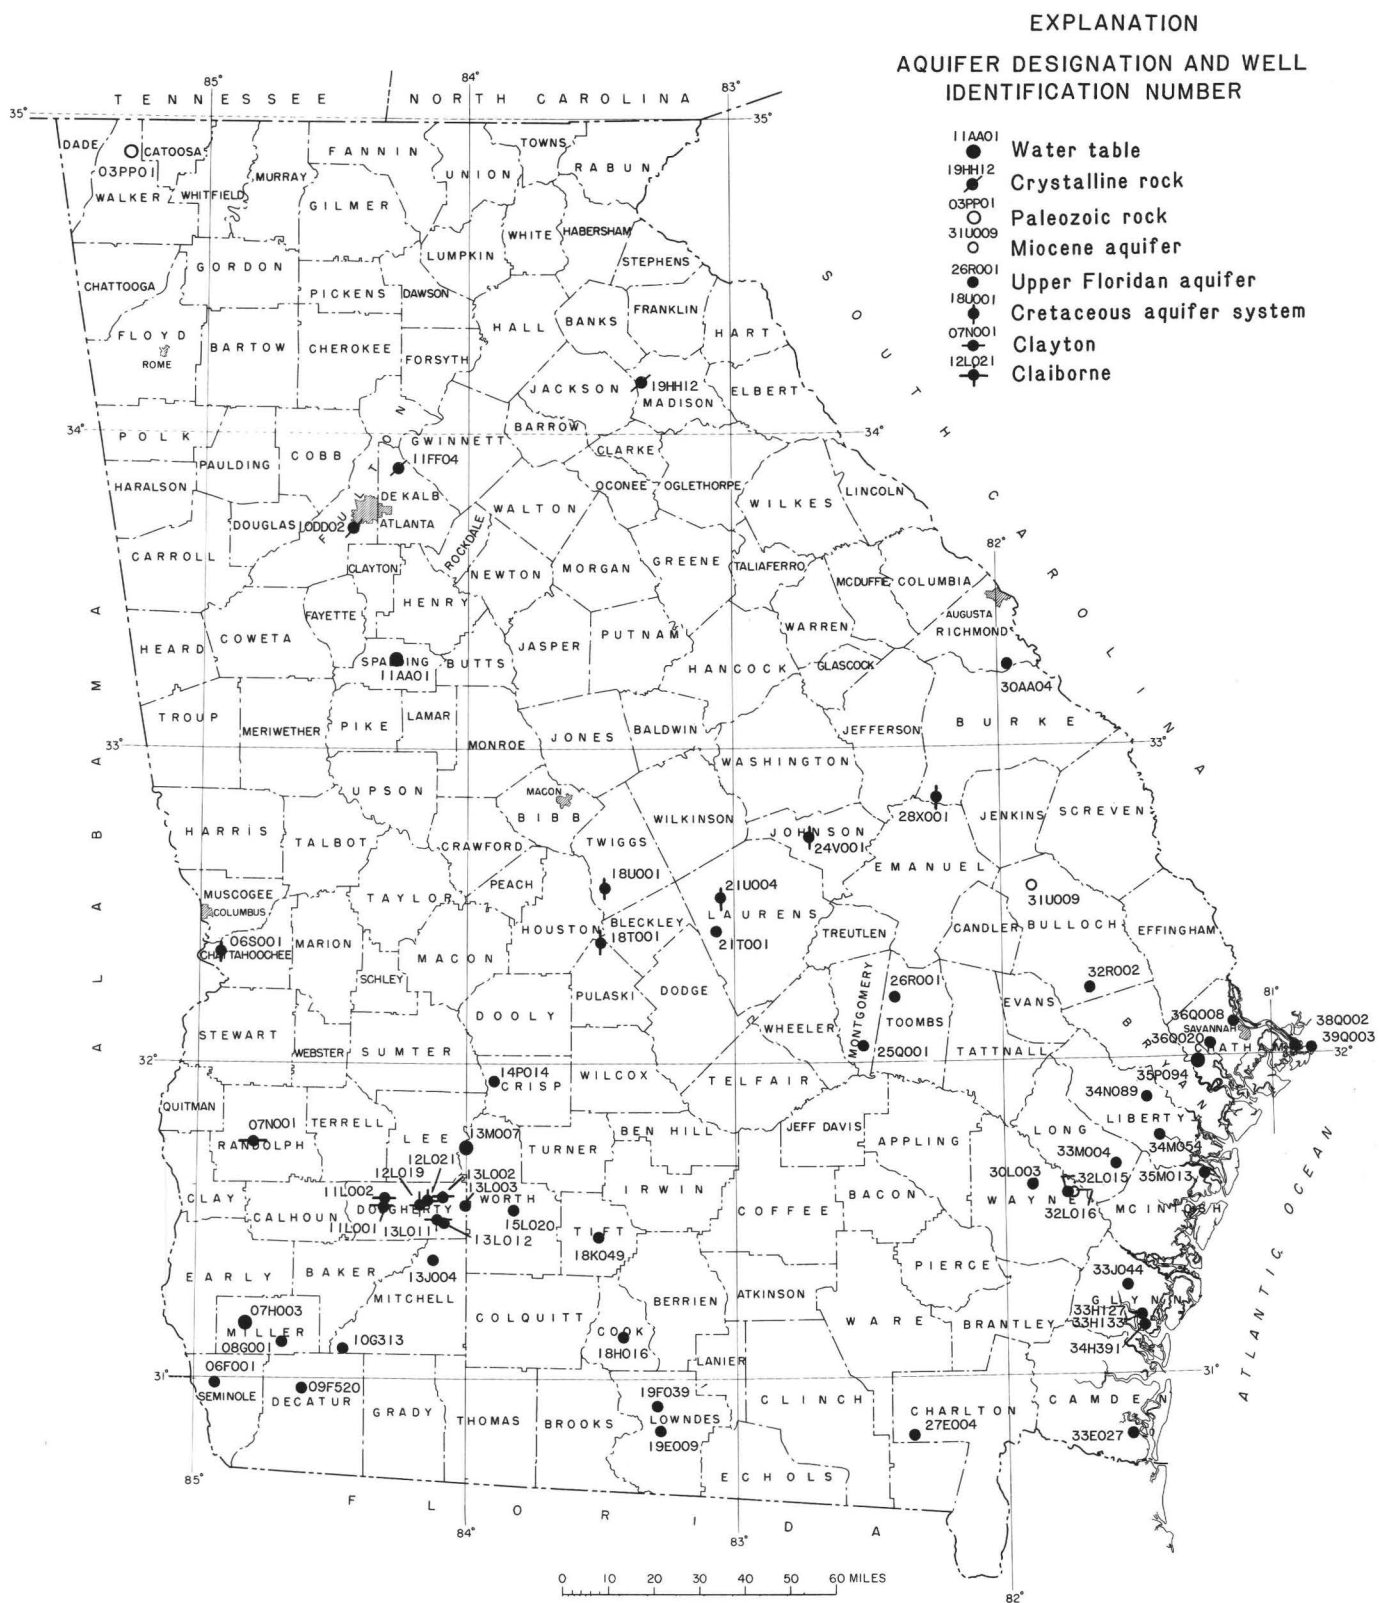 EXPLANATION
AQUIFER DESIGNATION AND WELL
IDENTIFICATION NUMBER
11AA01
Water table
19HH12
Crystalline rock
03PP01
Paleozoic rock
31U009
Miocene aquifer
26R001
Upper Floridan aquifer
18U001
Cretaceous aquifer system
07N001
Clayton
12L021
Claiborne
85°
84°
83°
TENNESSEE
NORTH CAROLINA
35°
35°
DADE
CATOOSA
03PP01
WALKER
WHITFIELD
MURRAY
FANNIN
GILMER
UNION
TOWNS
RABUN
WHITE
HABERSHAM
LUMPKIN
STEPHENS
CHATTOOGA
GORDON
PICKENS
DAWSON
HALL
BANKS
FRANKLIN
HART
FLOYD
ROME
BARTOW
CHEROKEE
FORSYTH
JACKSON
19HH12
MADISON
ELBERT
SOUTH CAROLINA
34°
34°
POLK
PAULDING
COBB
FULTON
GWINNETT
11FF04
BARROW
CLARKE
HARALSON
DOUGLAS
10DD02
DE KALB
ATLANTA
WALTON
OCONEE
OGLETHORPE
WILKES
LINCOLN
CARROLL
CLAYTON
ROCKDALE
NEWTON
MORGAN
GREENE
TALIAFERRO
MCDUFFIE
COLUMBIA
82°
AUGUSTA
RICHMOND
FAYETTE
HENRY
HEARD
COWETA
SPALDING
11AA01
BUTTS
JASPER
PUTNAM
HANCOCK
WARREN
GLASCOCK
30AA04
BURKE
TROUP
MERIWETHER
PIKE
LAMAR
MONROE
JONES
BALDWIN
WASHINGTON
JEFFERSON
33°
33°
ALABAMA
UPSON
MACON
BIBB
WILKINSON
TWIGGS
JOHNSON
24V001
28X001
JENKINS
SCREVEN
EMANUEL
HARRIS
TALBOT
CRAWFORD
PEACH
TAYLOR
18U001
21U004
LAURENS
21T001
31U009
BULLOCH
CANDLER
EFFINGHAM
MUSCOGEE
COLUMBUS
06S001
CHATTAHOOCHEE
MARION
SCHLEY
MACON
HOUSTON
BLECKLEY
18T001
TREUTLEN
PULASKI
DODGE
MONTGOMERY
26R001
TOOMBS
32R002
EVANS
BRYAN
81°
36Q008
SAVANNAH
38Q002
39Q003
36Q020
CHATHAM
35P094
STEWART
WEBSTER
SUMTER
DOOLY
WHEELER
25Q001
TATTNALL
32°
32°
14P014
CRISP
WILCOX
TELFAIR
34N089
LIBERTY
QUITMAN
07N001
RANDOLPH
TERRELL
LEE
13M007
TURNER
BEN HILL
JEFF DAVIS
APPLING
LONG
34M054
33M004
35M013
12L021
12L019
13L002
13L003
WORTH
11L002
DOUGHERTY
11L001
13L011
13L012
15L020
IRWIN
COFFEE
BACON
30L003
WAYNE
32L015
32L016
MCINTOSH
CLAY
CALHOUN
TIFT
18K049
EARLY
BAKER
13J004
MITCHELL
PIERCE
33J044
GLYNN
33H127
33H133
34H391
07H003
MILLER
08G001
10G313
COLQUITT
BERRIEN
COOK
18H016
ATKINSON
WARE
BRANTLEY
LANIER
31°
31°
06F001
SEMINOLE
09F520
DECATUR
GRADY
THOMAS
BROOKS
19F039
LOWNDES
19E009
CLINCH
CHARLTON
27E004
CAMDEN
33E027
ECHOLS
ATLANTIC OCEAN
FLORIDA
85°
84°
83°
82°
0 10 20 30 40 50 60 MILES